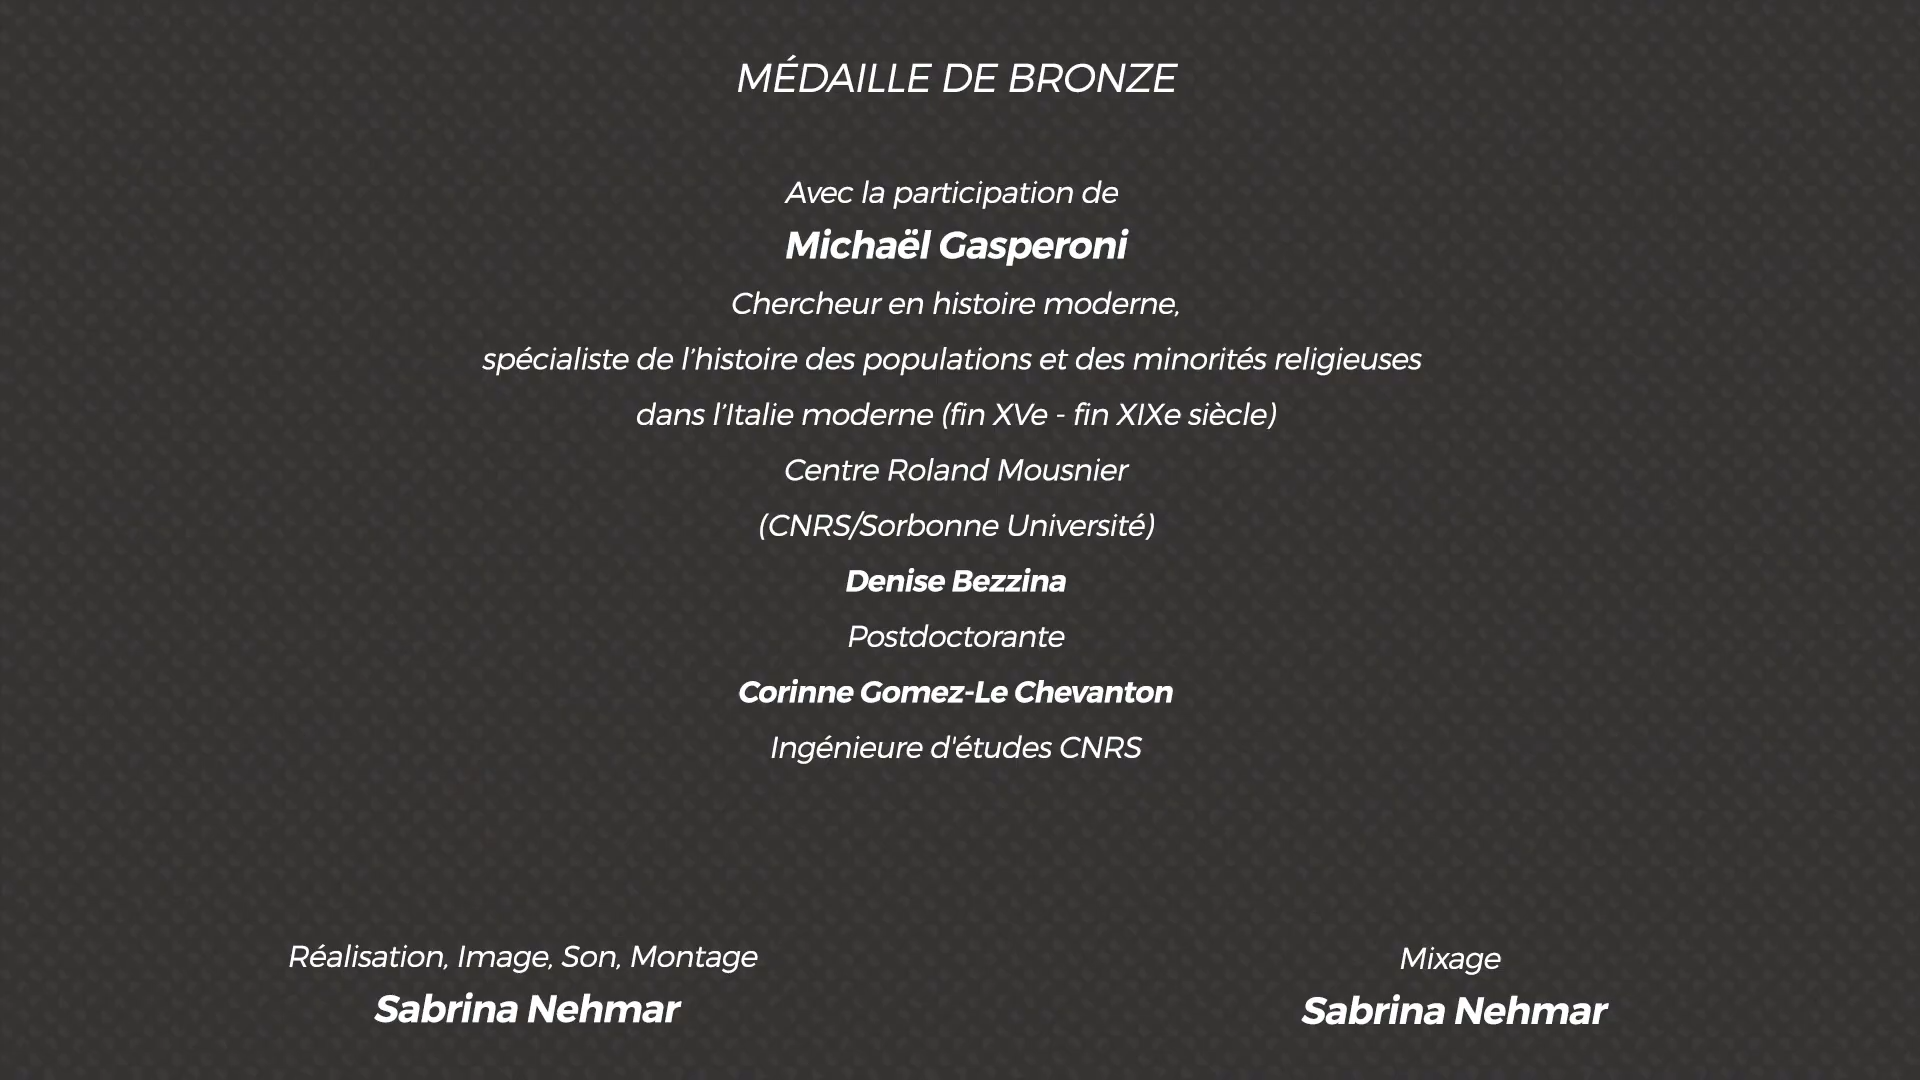 MÉDAILLE DE BRONZE
Avec la participation de
Michaël Gasperoni
Chercheur en histoire moderne,
spécialiste de l’histoire des populations et des minorités religieuses
dans l’Italie moderne (fin XVe - fin XIXe siècle)
Centre Roland Mousnier
(CNRS/Sorbonne Université)
Denise Bezzina
Postdoctorante
Corinne Gomez-Le Chevanton
Ingénieure d'études CNRS
Réalisation, Image, Son, Montage
Sabrina Nehmar
Mixage
Sabrina Nehmar